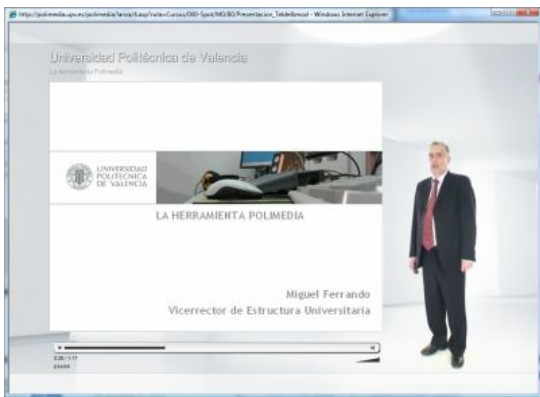 Universidad Politécnica de Valencia
La herramienta Polimedia
UNIVERSIDAD
POLITECNICA
DE VALENCIA
LA HERRAMIENTA POLIMEDIA
Miguel Ferrando
Vicerrector de Estructura Universitaria